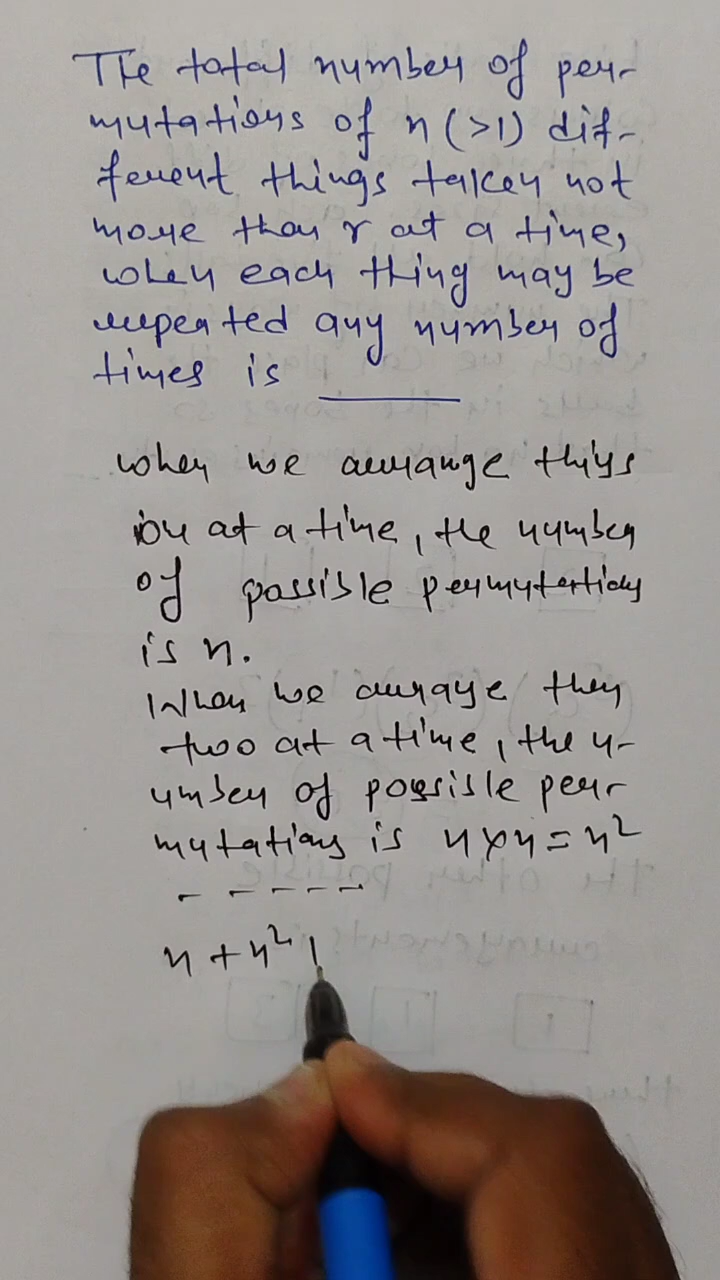 The total number of per-
mutations of n (>1) dif-
ferent things taken not
more than r at a time,
when each thing may be
repeated any number of
times is ______
when we arrange things
on at a time, the number
of possible permutations
is n.
When we arrange them
two at a time, the n-
umber of possible per-
mutations is n×n=n²
- - - - -
n + n² |